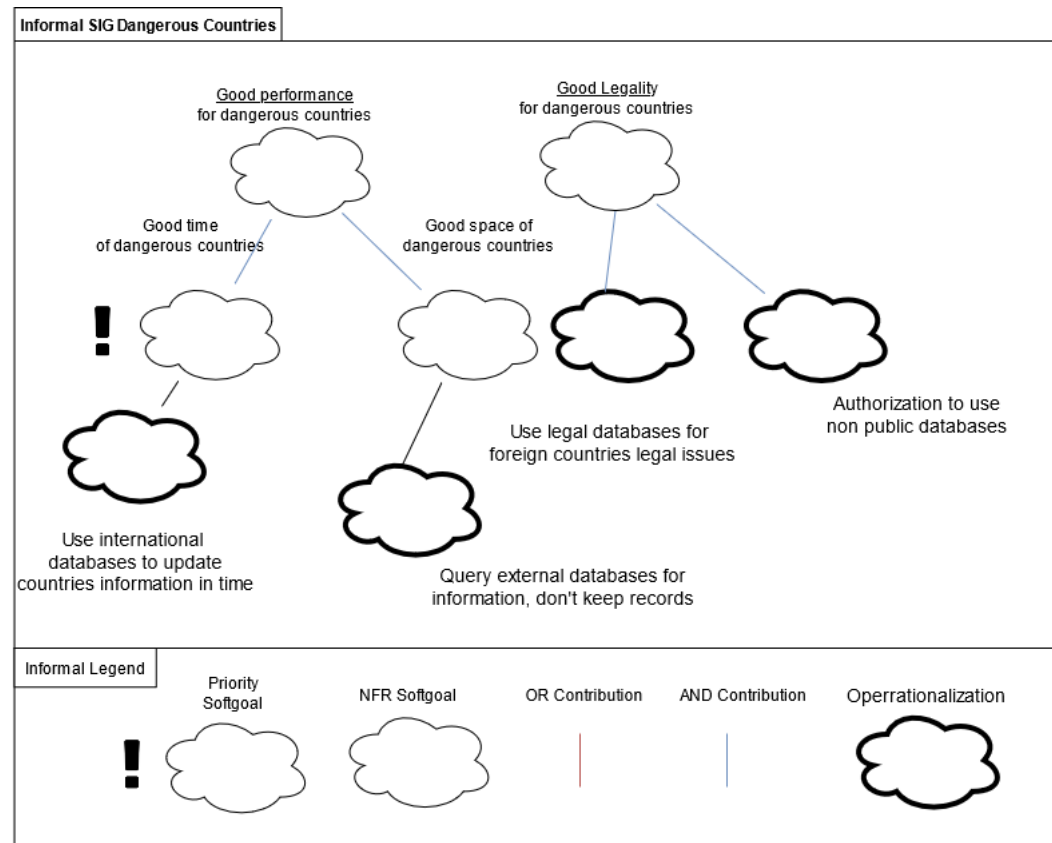 Informal SIG Dangerous Countries
Good performance
for dangerous countries
Good Legality
for dangerous countries
Good time
of dangerous countries
Good space of
dangerous countries
!
Authorization to use
non public databases
Use legal databases for
foreign countries legal issues
Use international
databases to update
countries information in time
Query external databases for
information, don't keep records
Informal Legend
Priority
Softgoal
NFR Softgoal
OR Contribution
AND Contribution
Operrationalization
!